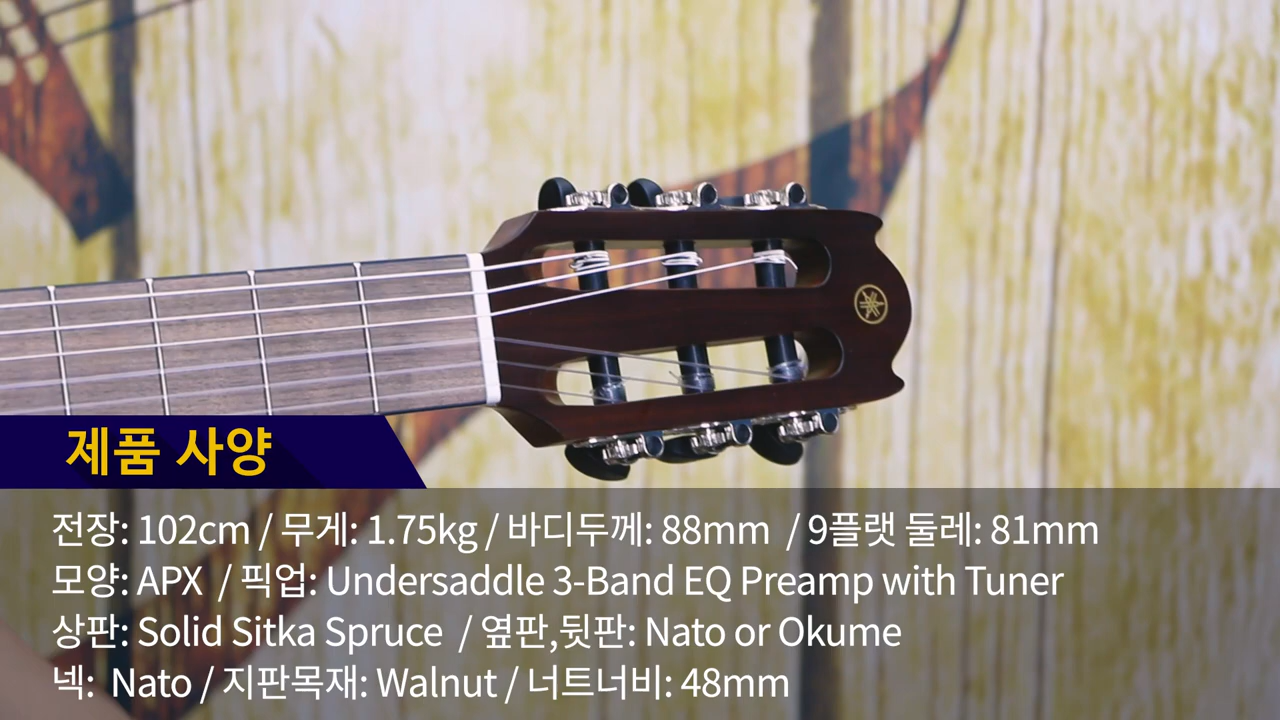 제품 사양
전장: 102cm / 무게: 1.75kg / 바디두께: 88mm / 9플랫 둘레: 81mm
모양: APX / 픽업: Undersaddle 3-Band EQ Preamp with Tuner
상판: Solid Sitka Spruce / 옆판,뒷판: Nato or Okume
넥: Nato / 지판목재: Walnut / 너트너비: 48mm